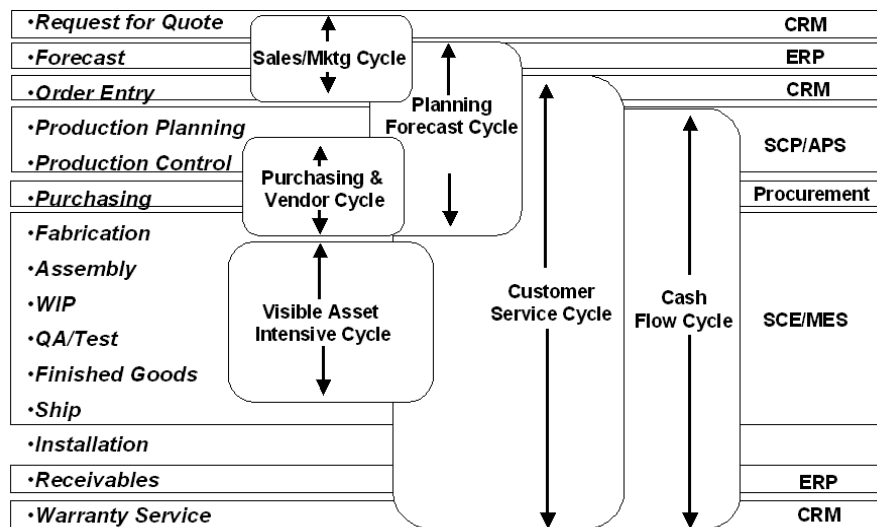 •Request for Quote
CRM
Sales/Mktg Cycle
•Forecast
ERP
•Order Entry
CRM
Planning
Forecast Cycle
•Production Planning
•Production Control
SCP/APS
Purchasing &
Vendor Cycle
•Purchasing
Procurement
•Fabrication
•Assembly
•WIP
•QA/Test
•Finished Goods
•Ship
Visible Asset
Intensive Cycle
Customer
Service Cycle
Cash
Flow Cycle
SCE/MES
•Installation
•Receivables
ERP
•Warranty Service
CRM